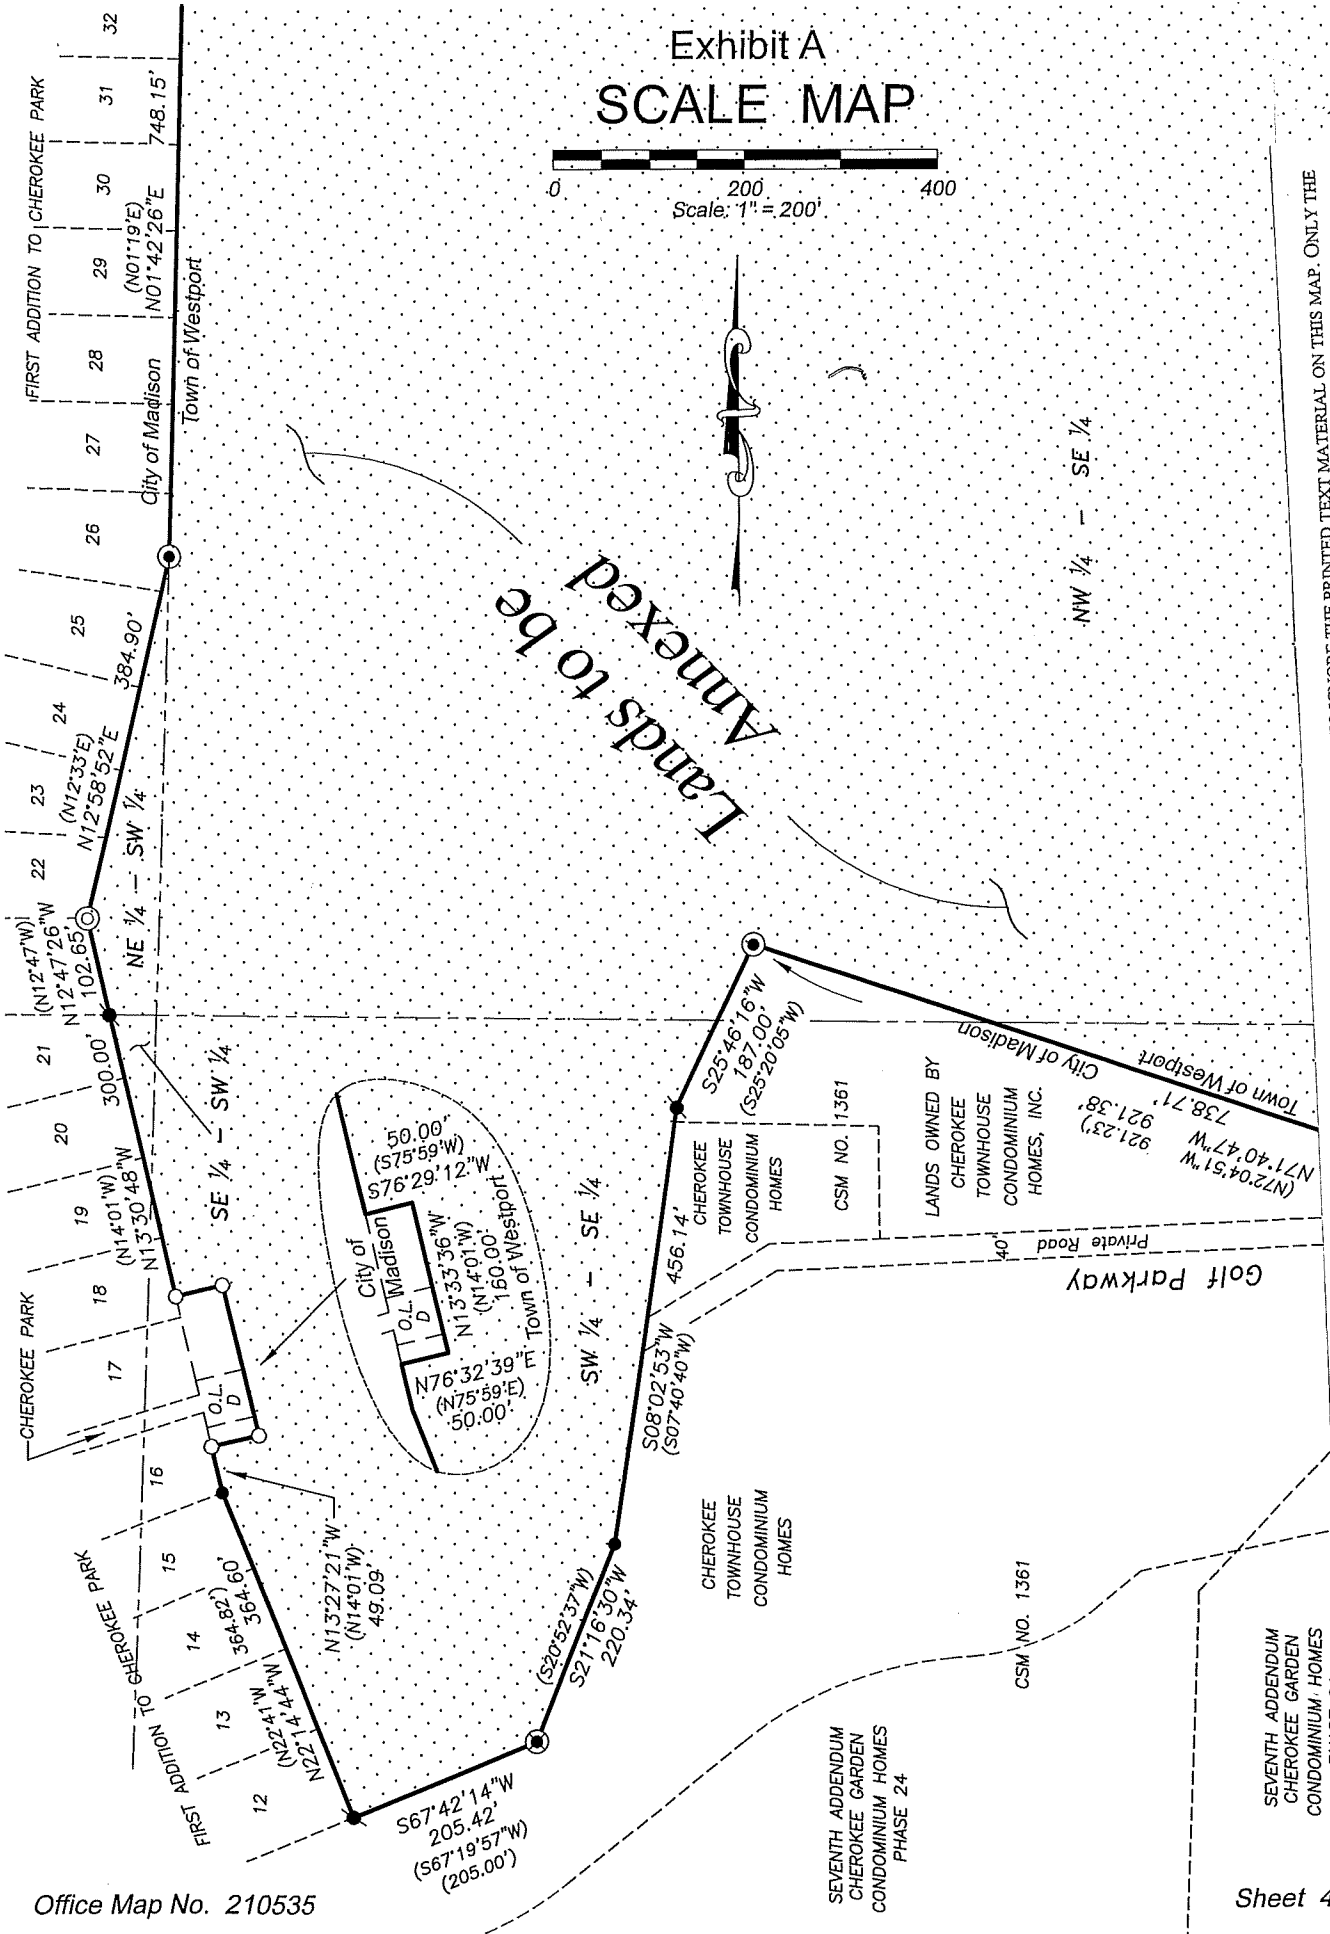 Exhibit A
SCALE MAP
0 200 400
Scale: 1" = 200'
FIRST ADDITION TO CHEROKEE PARK
32
31
30
29
28
27
26
25
24
23
22
21
20
19
18
17
16
15
14
13
12
748.15'
(N01°19'E)
N01°42'26"E
City of Madison
Town of Westport
384.90'
(N12°33'E)
N12°58'52"E
NE 1/4 - SW 1/4
(N12°47'W)
N12°47'26"W
102.65'
300.00'
(N14°01'W)
N13°30'48"W
SE 1/4 - SW 1/4
CHEROKEE PARK
O.L.
D
50.00'
(S75°59'W)
S76°29'12"W
City of
Madison
O.L.
D
N13°33'36"W
(N14°01'W)
160.00'
Town of Westport
N76°32'39"E
(N75°59'E)
50.00'
N13°27'21"W
(N14°01'W)
49.09'
FIRST ADDITION TO CHEROKEE PARK
364.82')
364.60'
(N22°41'W
N22°14'44"W
S67°42'14"W
205.42'
(S67°19'57"W)
(205.00')
(S20°52'37"W)
S21°16'30"W
220.34'
SW 1/4 - SE 1/4
456.14'
S08°02'53"W
(S07°40'40"W)
S25°46'16"W
187.00'
(S25°20'05"W)
Lands to be
Annexed
NW 1/4 - SE 1/4
THE PRINTED TEXT MATERIAL ON THIS MAP. ONLY THE
City of Madison
Town of Westport
738.71'
921.38'
921.23')
N71°40'47"W
(N72°04'51"W
CHEROKEE
TOWNHOUSE
CONDOMINIUM
HOMES
CSM NO. 1361
LANDS OWNED BY
CHEROKEE
TOWNHOUSE
CONDOMINIUM
HOMES, INC.
40'
Private Road
Golf Parkway
CHEROKEE
TOWNHOUSE
CONDOMINIUM
HOMES
CSM NO. 1361
SEVENTH ADDENDUM
CHEROKEE GARDEN
CONDOMINIUM HOMES
PHASE 24
SEVENTH ADDENDUM
CHEROKEE GARDEN
CONDOMINIUM HOMES
Office Map No. 210535
Sheet 4